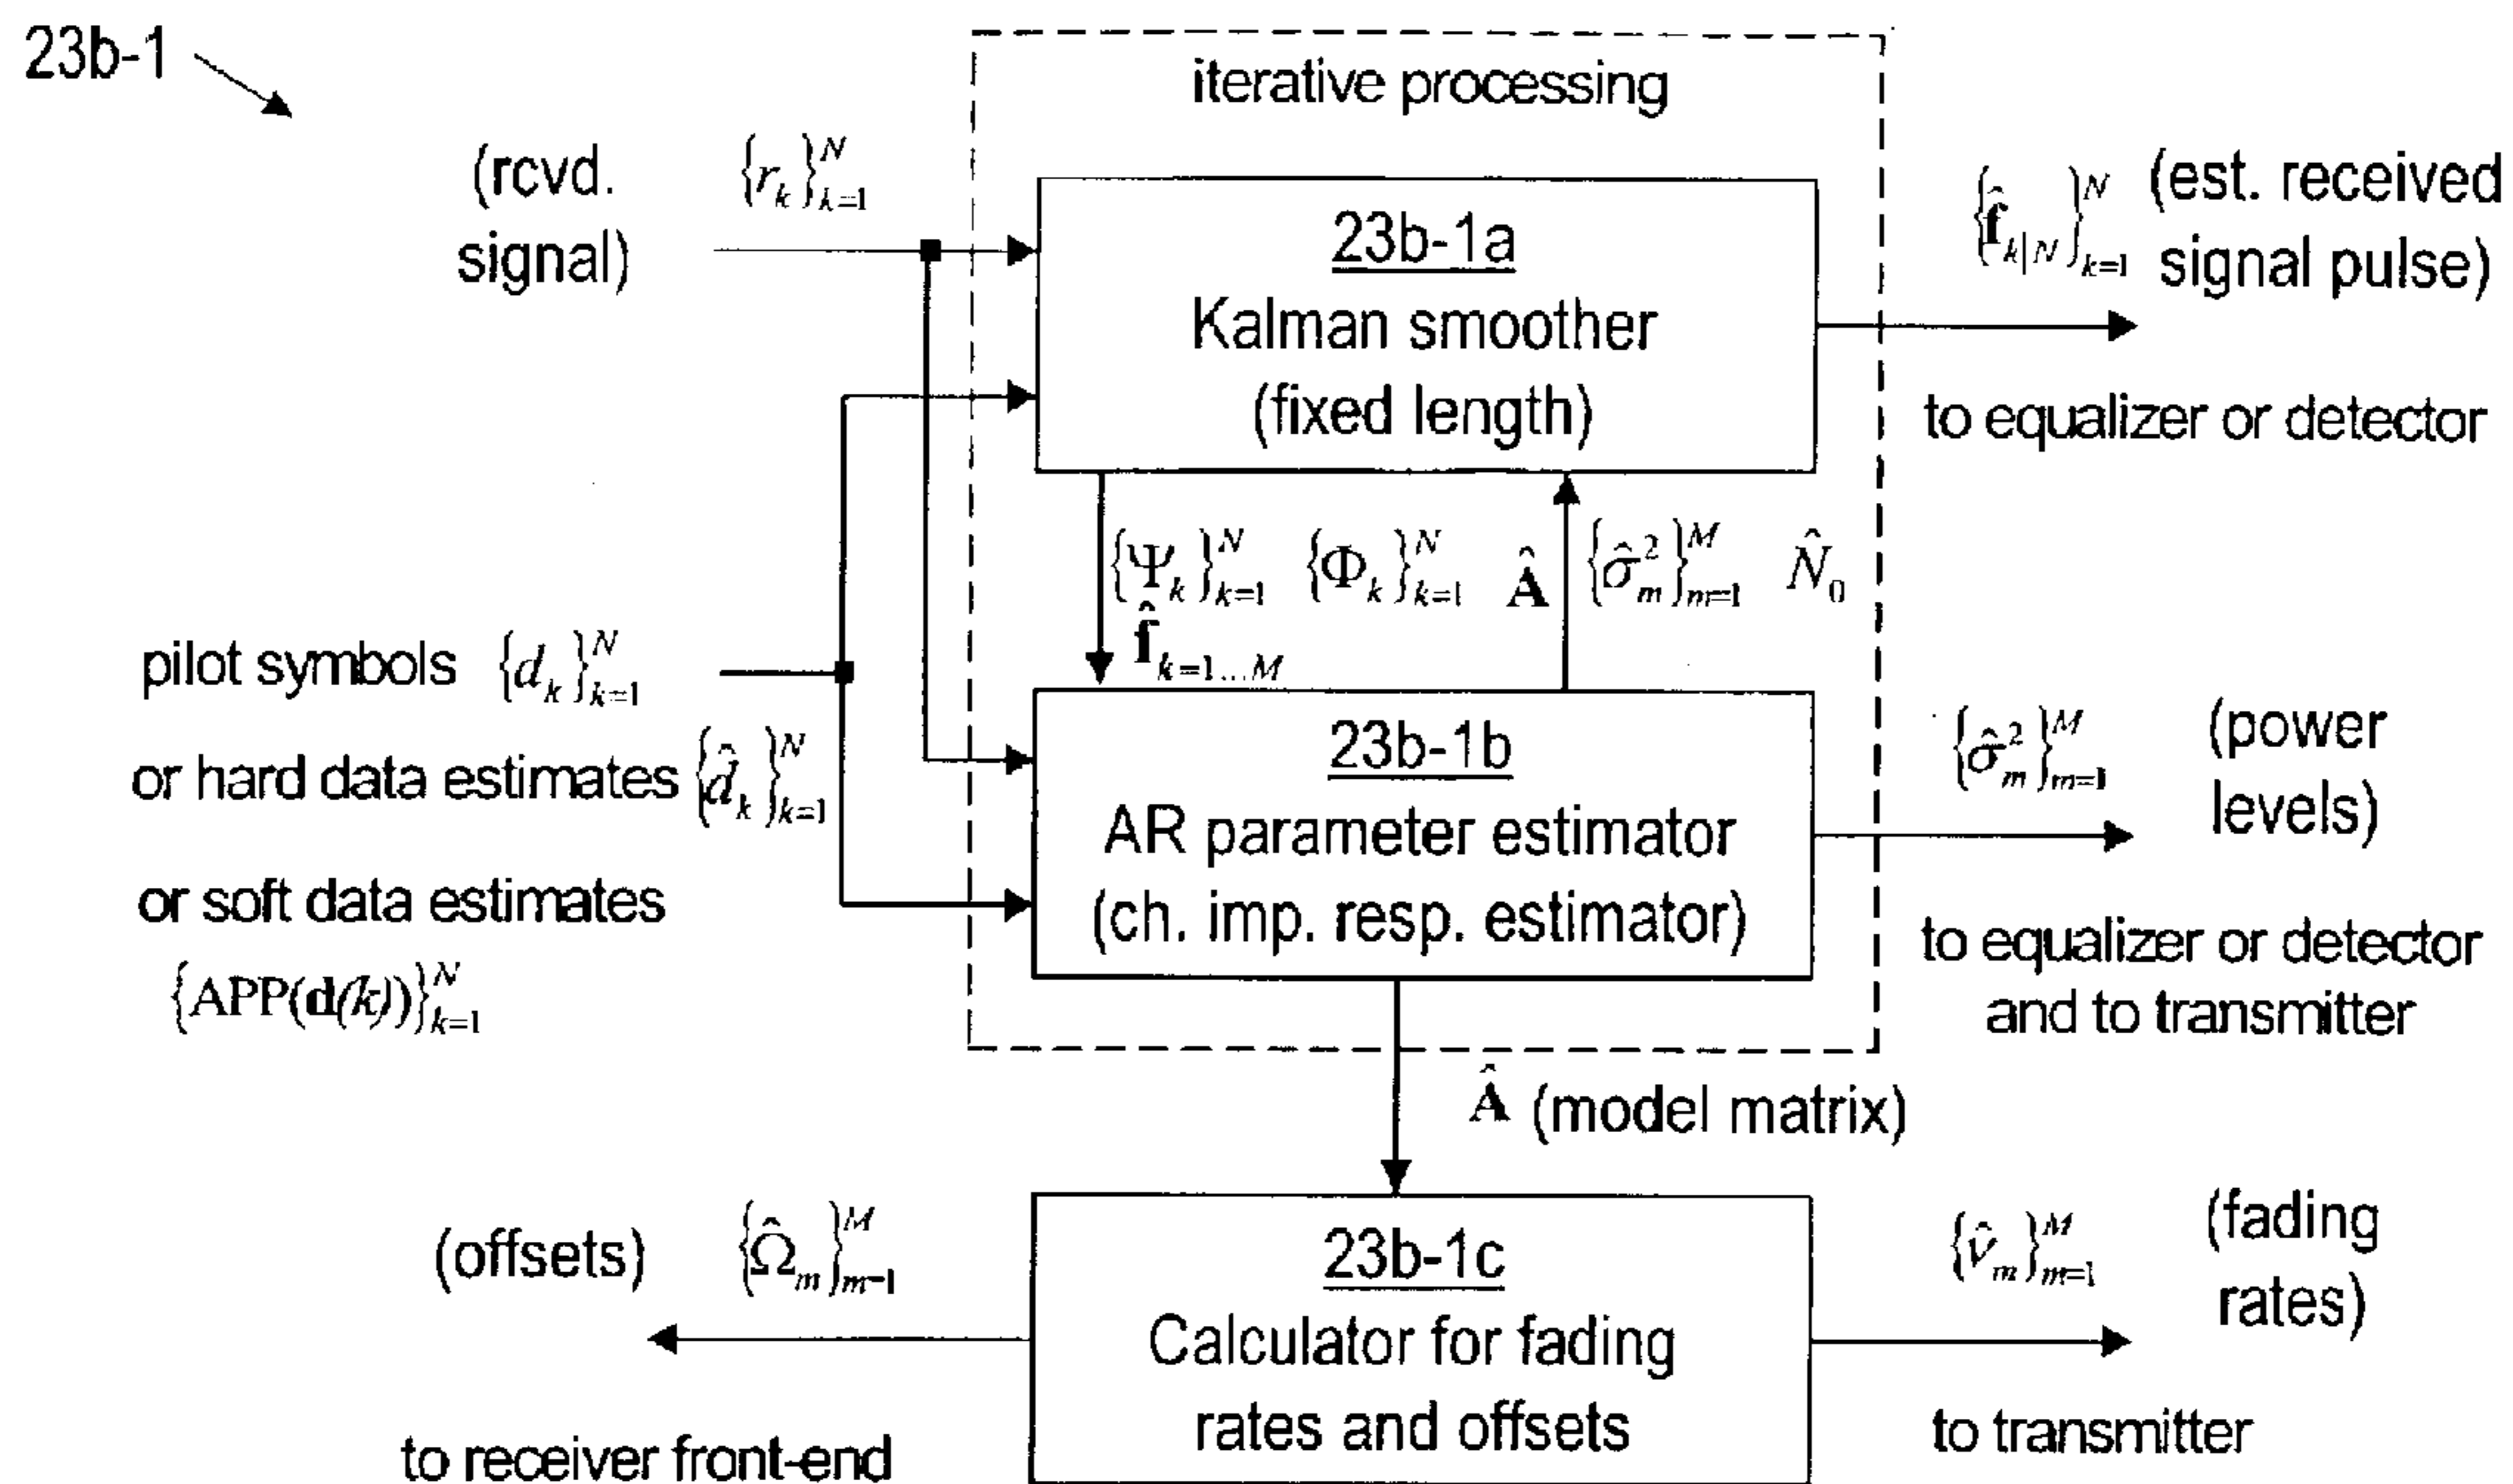 23b-1
iterative processing
(rcvd.
signal)
{r_k}_{k=1}^N
23b-1a
Kalman smoother
(fixed length)
{f̂_{k|N}}_{k=1}^N (est. received
signal pulse)
to equalizer or detector
{Ψ_k}_{k=1}^N {Φ_k}_{k=1}^N Â {σ̂_m^2}_{m=1}^M N̂_0
f̂_{k=1...M}
pilot symbols {d_k}_{k=1}^N
or hard data estimates {d̂_k}_{k=1}^N
or soft data estimates
{APP(d(k))}_{k=1}^N
23b-1b
AR parameter estimator
(ch. imp. resp. estimator)
{σ̂_m^2}_{m=1}^M (power
levels)
to equalizer or detector
and to transmitter
Â (model matrix)
(offsets) {Ω̂_m}_{m=1}^M
to receiver front-end
23b-1c
Calculator for fading
rates and offsets
{ν̂_m}_{m=1}^M (fading
rates)
to transmitter